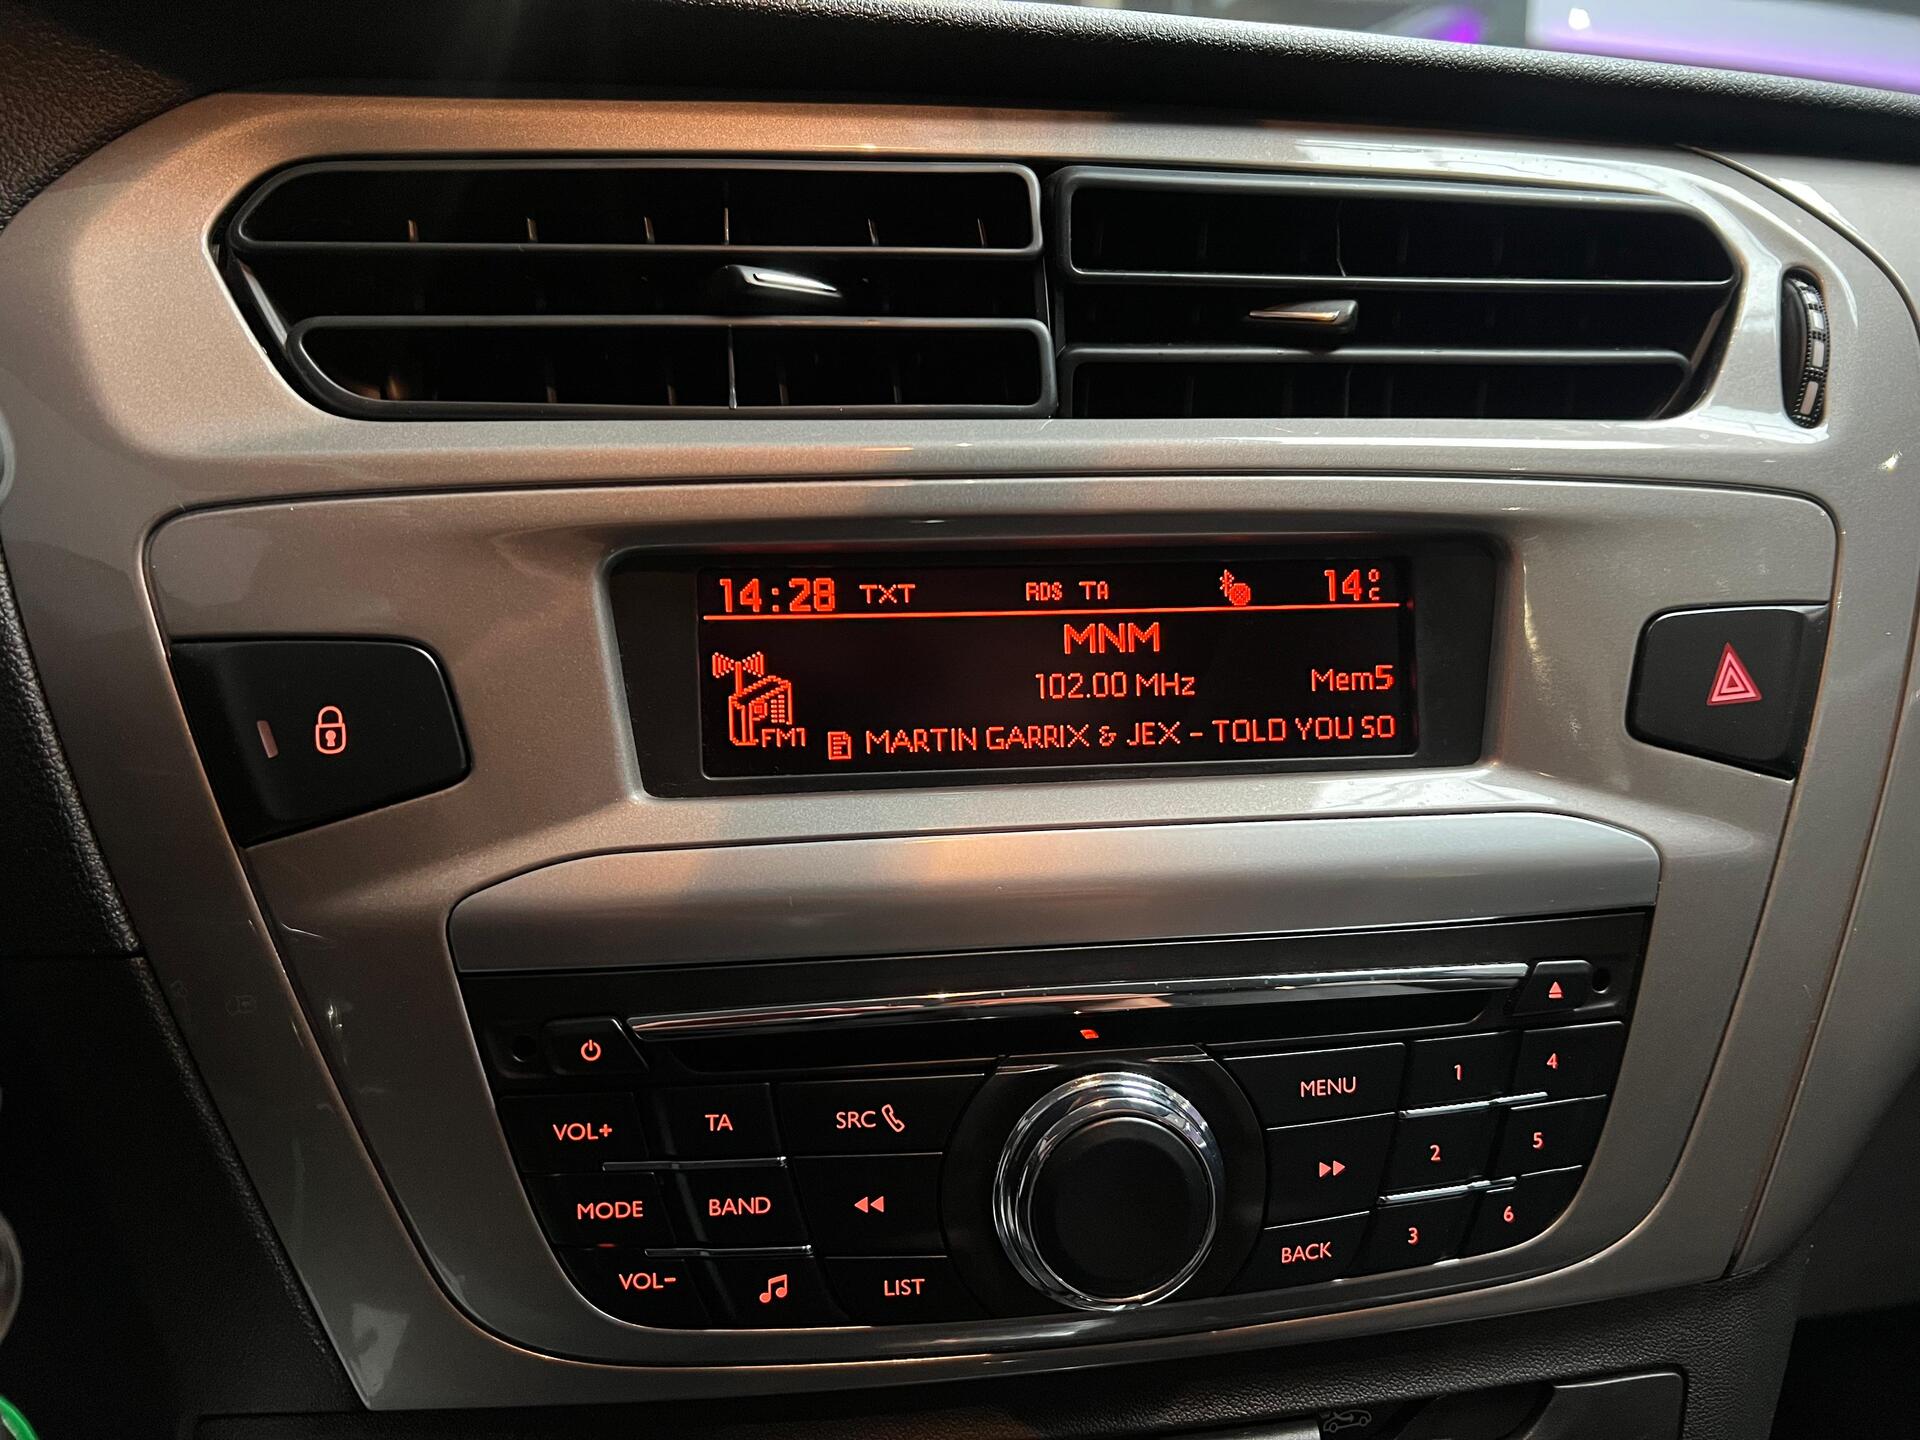 14:28 TXT RDS TA 14°C
MNM
102.00 MHz Mem5
FM1 MARTIN GARRIX & JEX - TOLD YOU SO
VOL+ TA SRC MENU 1 4
MODE BAND 2 5
VOL- LIST BACK 3 6